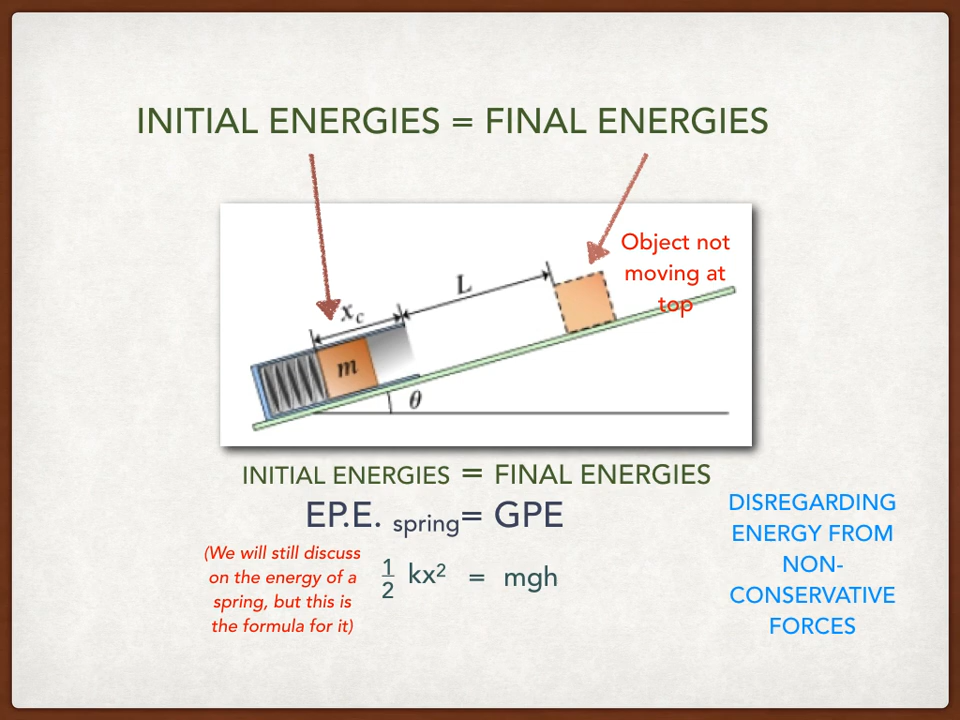 INITIAL ENERGIES = FINAL ENERGIES
Object not
moving at
top
L
x_c
m
θ
INITIAL ENERGIES = FINAL ENERGIES
EP.E. spring= GPE
(We will still discuss
on the energy of a
spring, but this is
the formula for it)
1/2 kx² = mgh
DISREGARDING
ENERGY FROM
NON-
CONSERVATIVE
FORCES